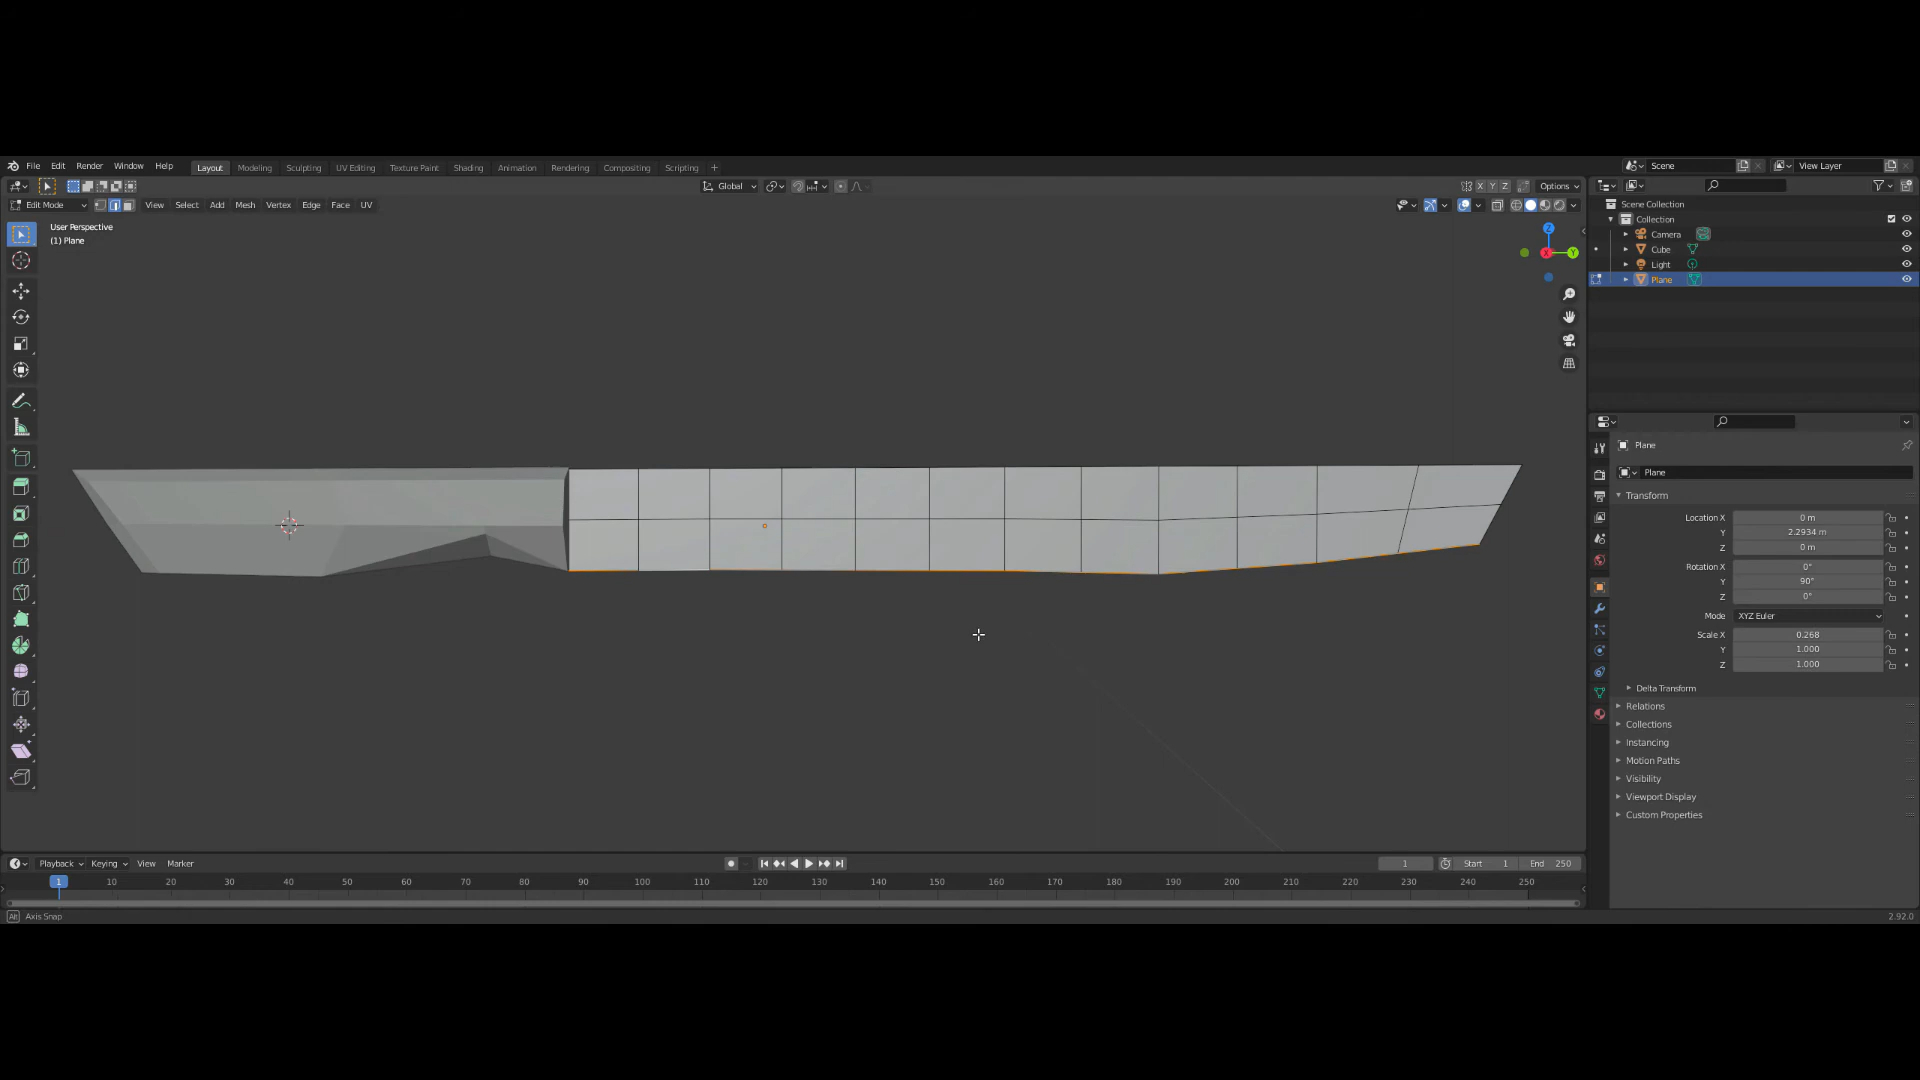 File Edit Render Window Help Layout Modeling Sculpting UV Editing Texture Paint Shading Animation Rendering Compositing Scripting + Scene View Layer
Global X Y Z Options
Edit Mode View Select Add Mesh Vertex Edge Face UV
User Perspective
(1) Plane
Z
X Y
Scene Collection
Collection
Camera
Cube
Light
Plane
Plane
Plane
Transform
Location X 0 m
Y 2.2934 m
Z 0 m
Rotation X 0°
Y 90°
Z 0°
Mode XYZ Euler
Scale X 0.268
Y 1.000
Z 1.000
Delta Transform
Relations
Collections
Instancing
Motion Paths
Visibility
Viewport Display
Custom Properties
Playback Keying View Marker 1 Start 1 End 250
1 10 20 30 40 50 60 70 80 90 100 110 120 130 140 150 160 170 180 190 200 210 220 230 240 250
Alt Axis Snap 2.92.0